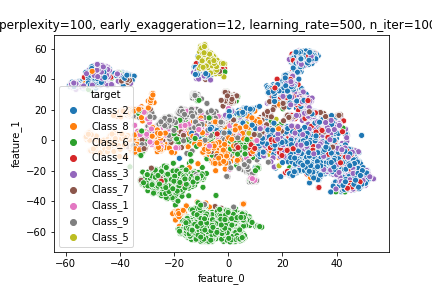 perplexity=100, early_exaggeration=12, learning_rate=500, n_iter=100
feature_1
60
40
20
0
−20
−40
−60
target
Class_2
Class_8
Class_6
Class_4
Class_3
Class_7
Class_1
Class_9
Class_5
−60
−40
−20
0
20
40
feature_0